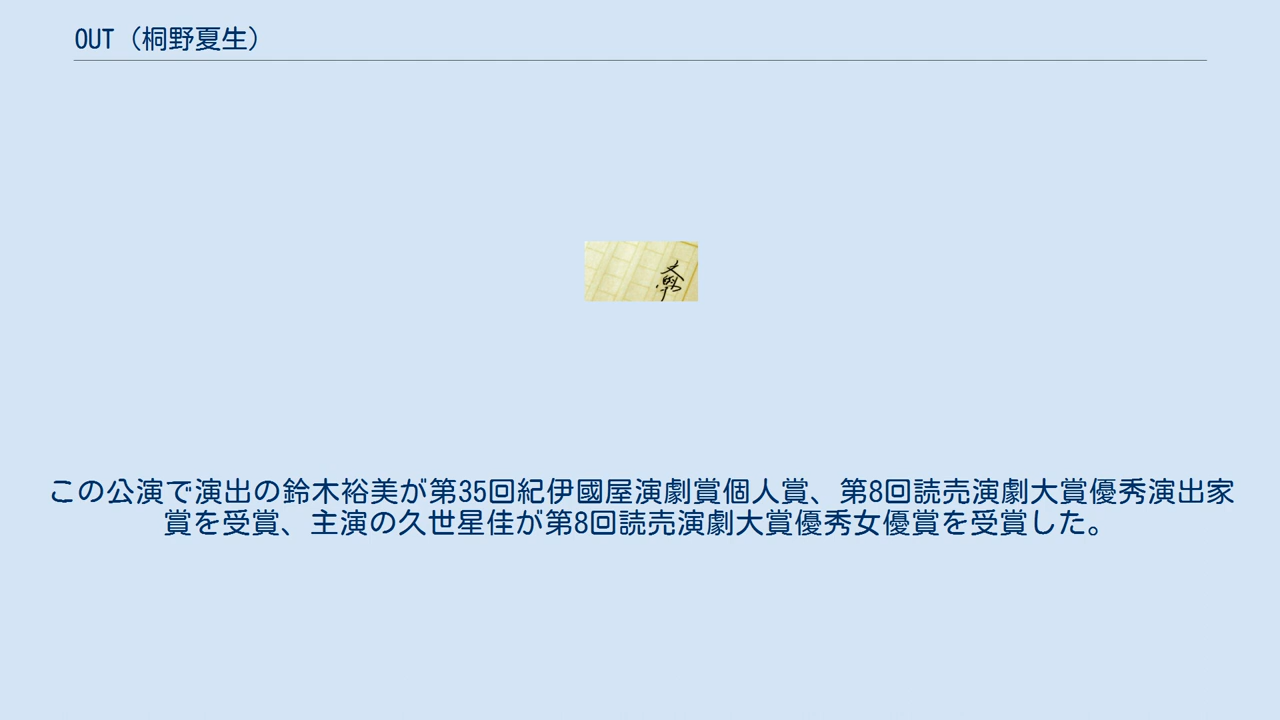 OUT（桐野夏生）
この公演で演出の鈴木裕美が第35回紀伊國屋演劇賞個人賞、第8回読売演劇大賞優秀演出家
賞を受賞、主演の久世星佳が第8回読売演劇大賞優秀女優賞を受賞した。